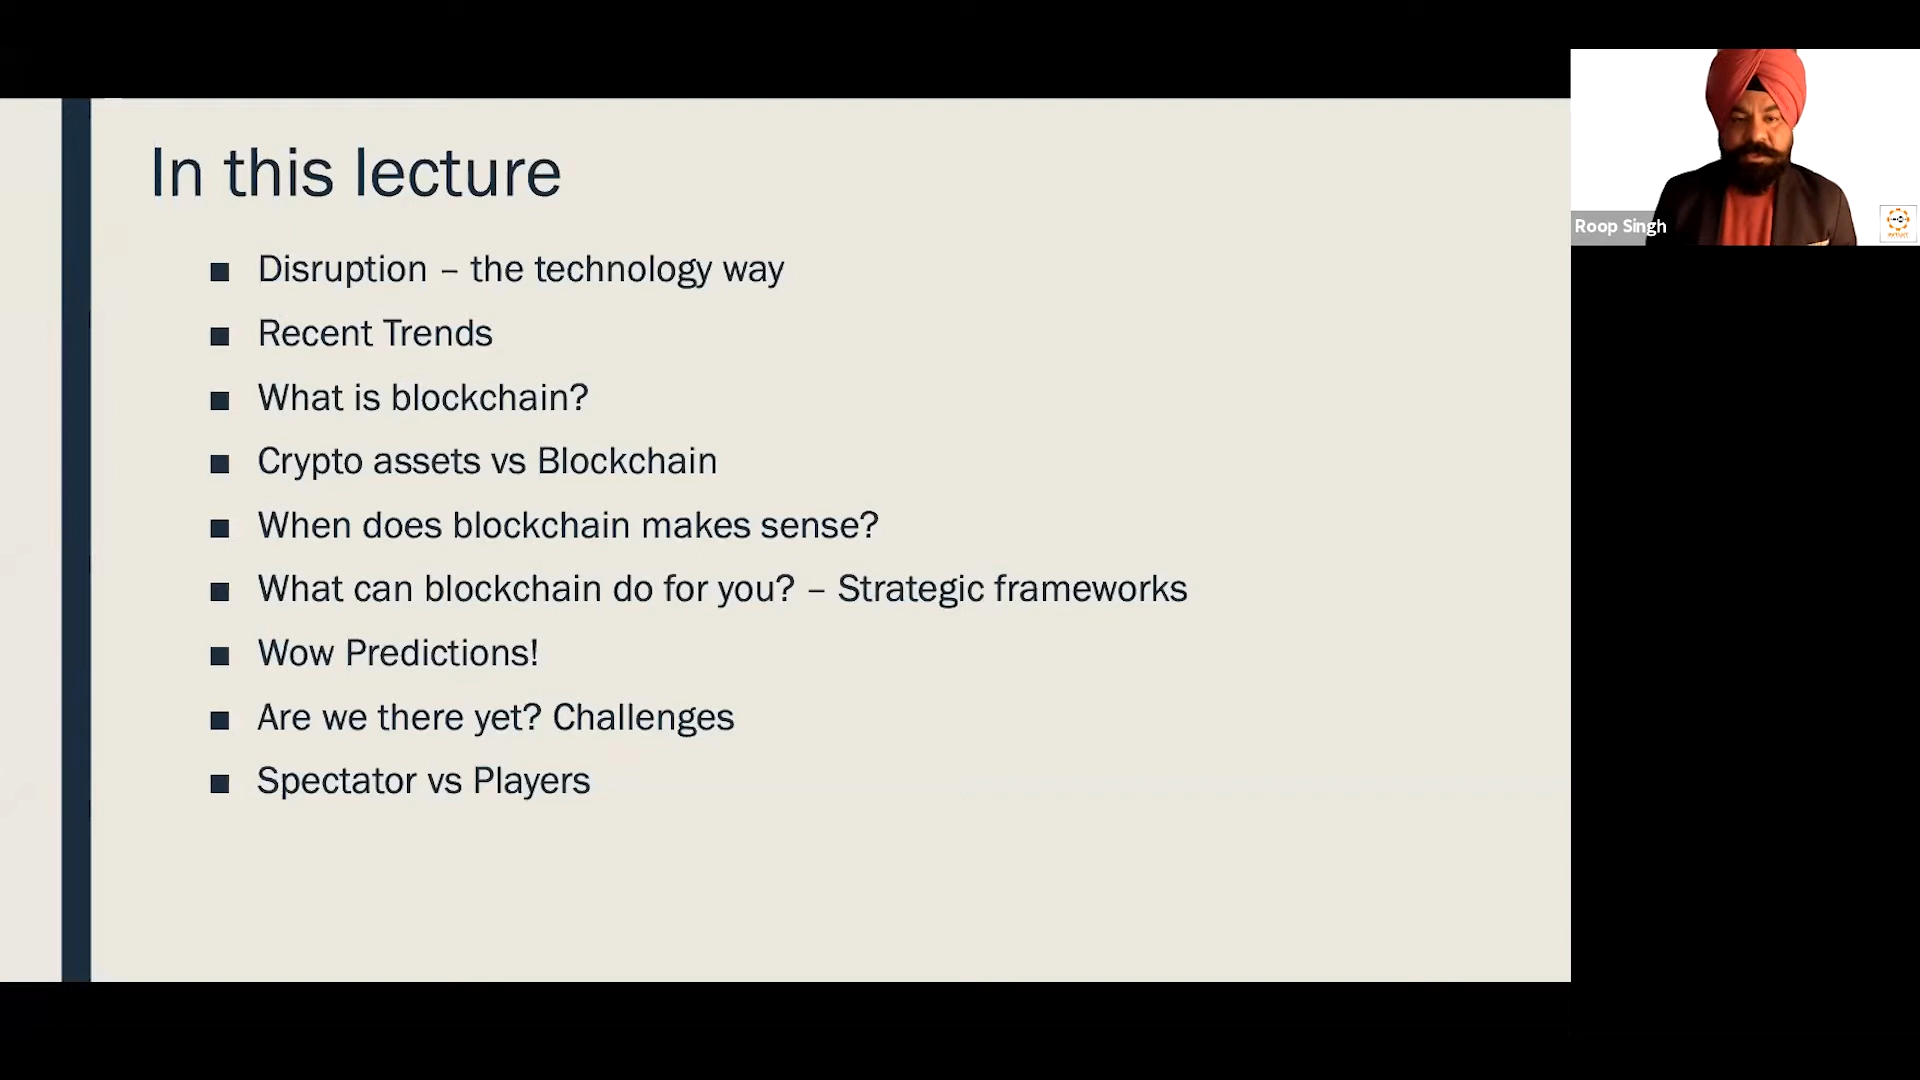 In this lecture
■ Disruption – the technology way
■ Recent Trends
■ What is blockchain?
■ Crypto assets vs Blockchain
■ When does blockchain makes sense?
■ What can blockchain do for you? – Strategic frameworks
■ Wow Predictions!
■ Are we there yet? Challenges
■ Spectator vs Players
Roop Singh